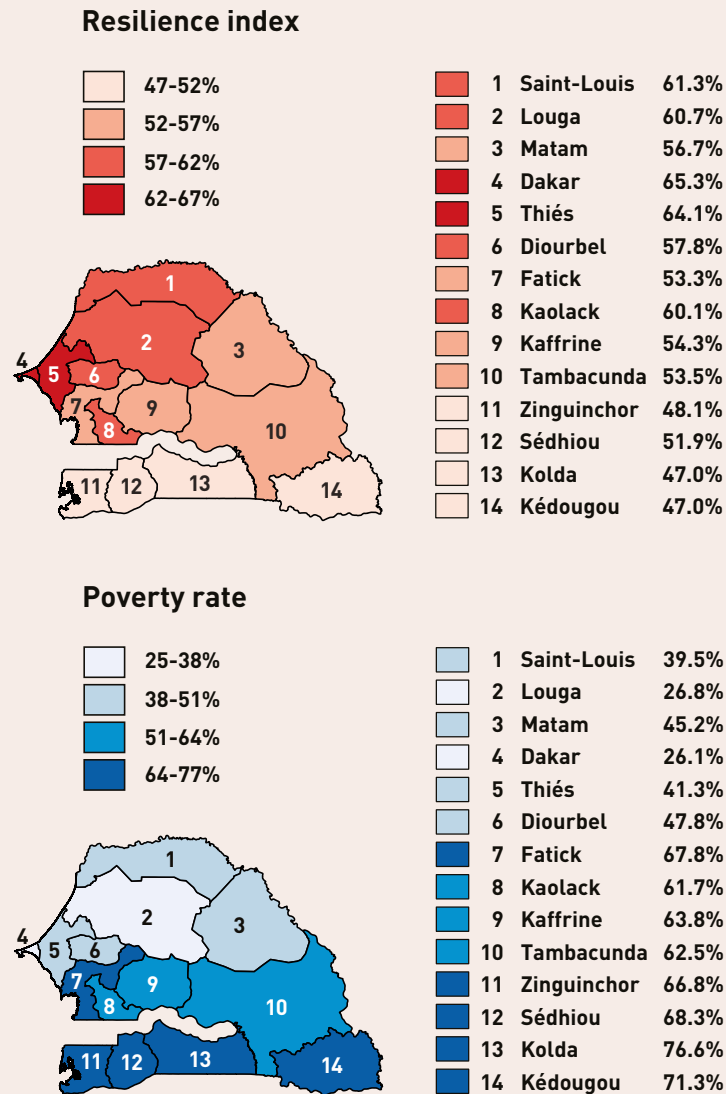 Resilience index
47-52%
52-57%
57-62%
62-67%
1 Saint-Louis 61.3%
2 Louga 60.7%
3 Matam 56.7%
4 Dakar 65.3%
5 Thiés 64.1%
6 Diourbel 57.8%
7 Fatick 53.3%
8 Kaolack 60.1%
9 Kaffrine 54.3%
10 Tambacunda 53.5%
11 Zinguinchor 48.1%
12 Sédhiou 51.9%
13 Kolda 47.0%
14 Kédougou 47.0%
1
2
3
4
5
6
7
8
9
10
11
12
13
14
Poverty rate
25-38%
38-51%
51-64%
64-77%
1 Saint-Louis 39.5%
2 Louga 26.8%
3 Matam 45.2%
4 Dakar 26.1%
5 Thiés 41.3%
6 Diourbel 47.8%
7 Fatick 67.8%
8 Kaolack 61.7%
9 Kaffrine 63.8%
10 Tambacunda 62.5%
11 Zinguinchor 66.8%
12 Sédhiou 68.3%
13 Kolda 76.6%
14 Kédougou 71.3%
1
2
3
4
5
6
7
8
9
10
11
12
13
14